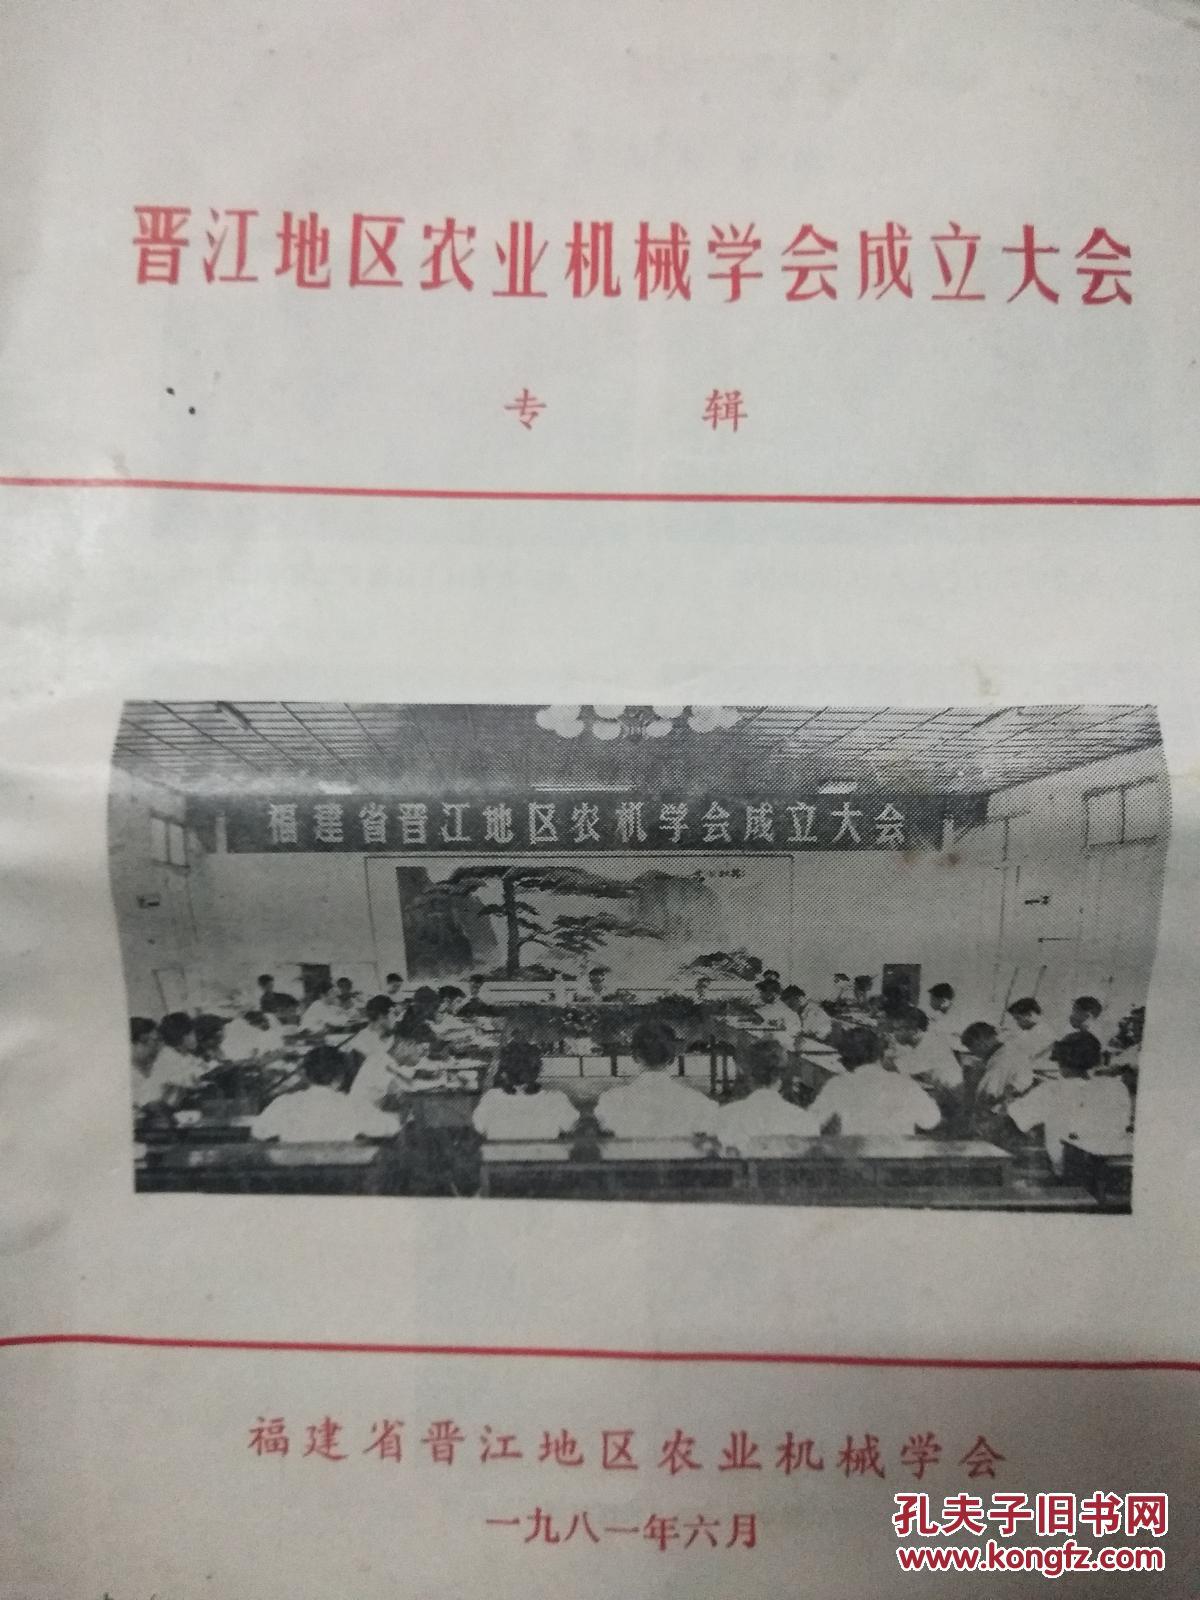 晋江地区农业机械学会成立大会
专 辑
福建省晋江地区农机学会成立大会
福建省晋江地区农业机械学会
一九八一年六月
孔夫子旧书网
www.kongfz.com